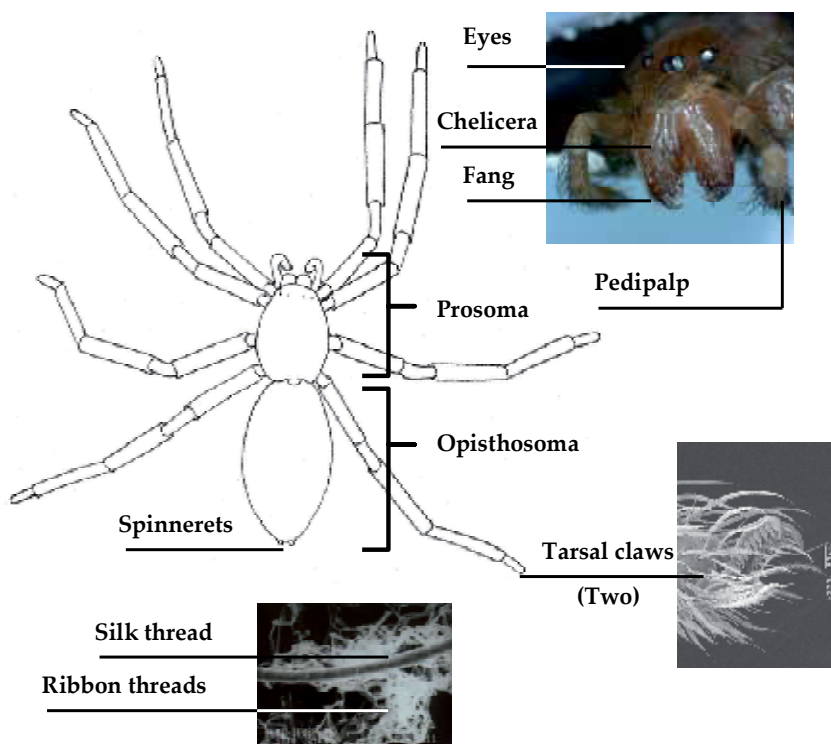 Eyes
Chelicera
Fang
Pedipalp
Prosoma
Opisthosoma
Spinnerets
Tarsal claws
(Two)
Silk thread
Ribbon threads